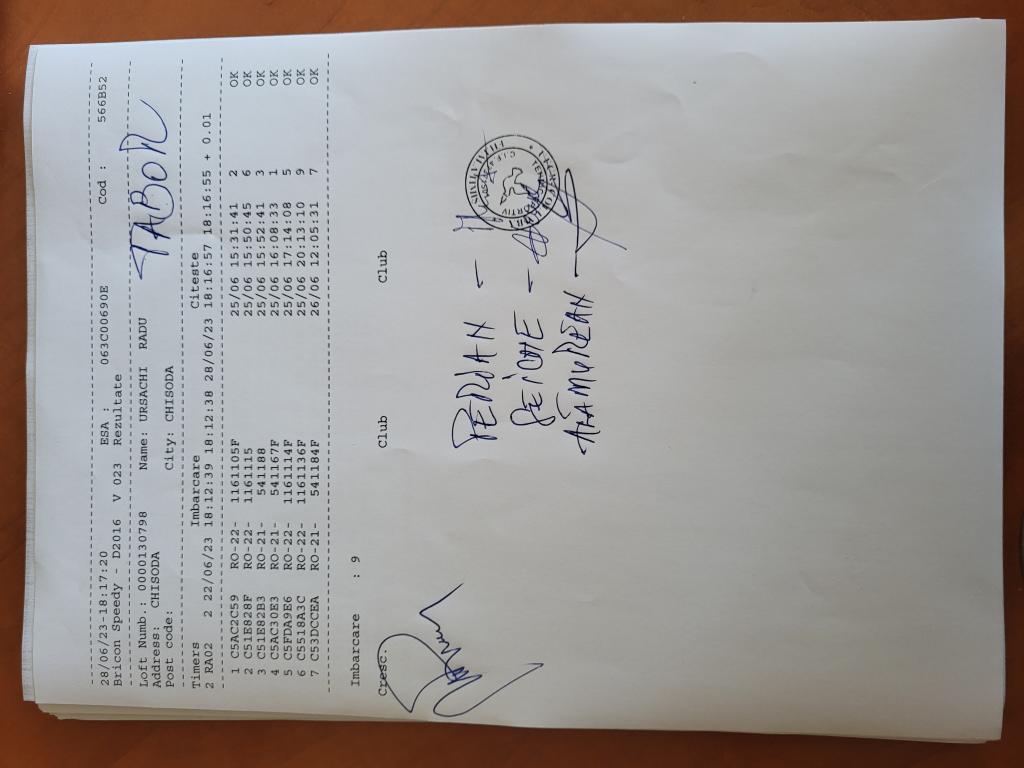 28/06/23-18:17:20 ESA : 063C00690E Cod : 566B52
Bricon Speedy - D2016 V 023 Rezultate
Loft Numb.: 0000130798 Name: URSACHI RADU
Address: CHISODA
Post code: City: CHISODA
TABOR
Timers Imbarcare Citeste
2 RA02 2 22/06/23 18:12:39 18:12:38 28/06/23 18:16:57 18:16:55 + 0.01
1 C5AC2C59 RO-22- 1161105F 25/06 15:31:41 2 OK
2 C51E828F RO-22- 1161115 25/06 15:50:45 6 OK
3 C51E82B3 RO-21- 541188 25/06 15:52:41 3 OK
4 C5AC30E3 RO-21- 541167F 25/06 16:08:33 1 OK
5 C5FDA9E6 RO-22- 1161114F 25/06 17:14:08 5 OK
6 C5518A3C RO-22- 1161136F 25/06 20:13:10 9 OK
7 C53DCCEA RO-21- 541184F 26/06 12:05:31 7 OK
Imbarcare : 9
Cresc. Club Club